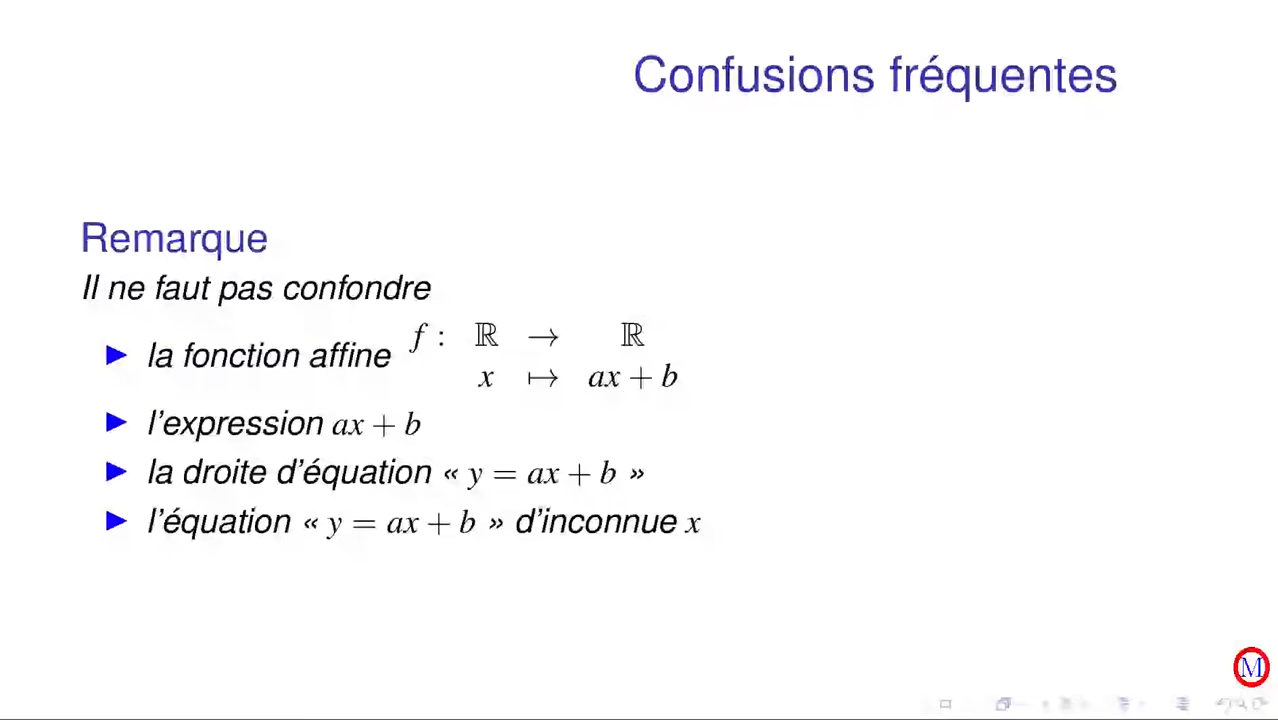 Confusions fréquentes
Remarque
Il ne faut pas confondre
la fonction affine f : ℝ → ℝ
x ↦ ax + b
l'expression ax + b
la droite d'équation « y = ax + b »
l'équation « y = ax + b » d'inconnue x
M